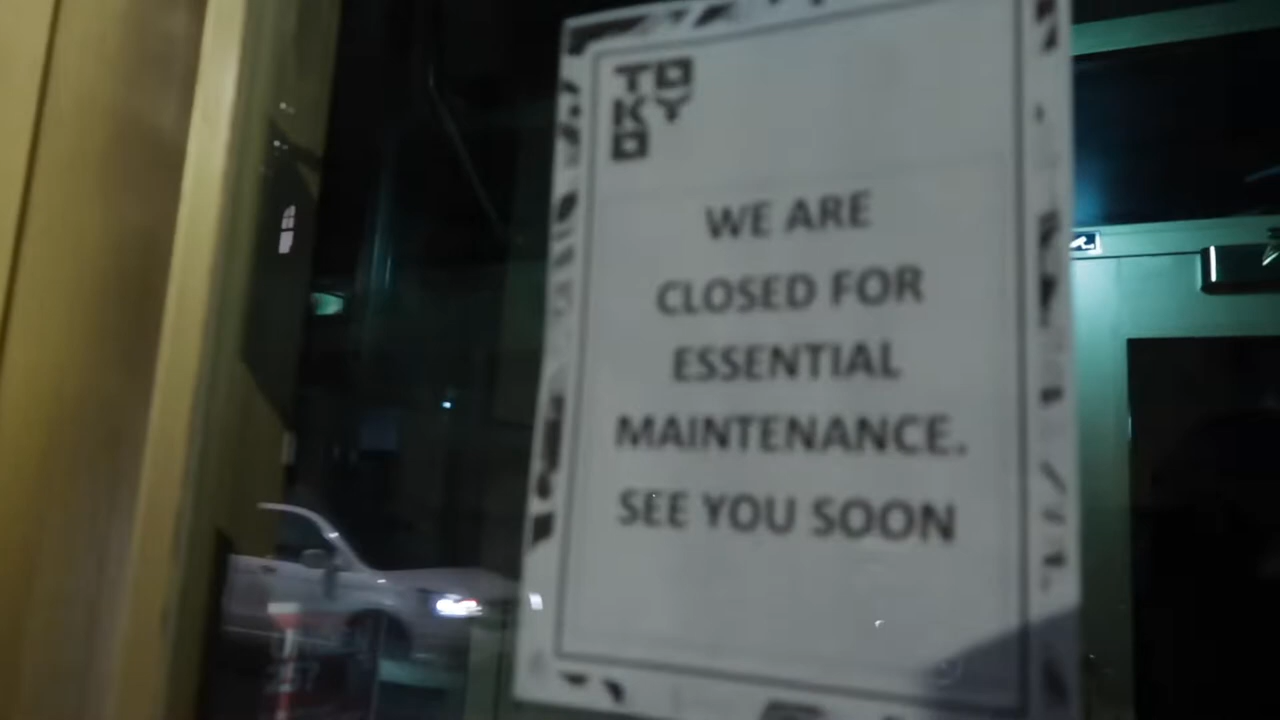 TO
KY
O
WE ARE
CLOSED FOR
ESSENTIAL
MAINTENANCE.
SEE YOU SOON